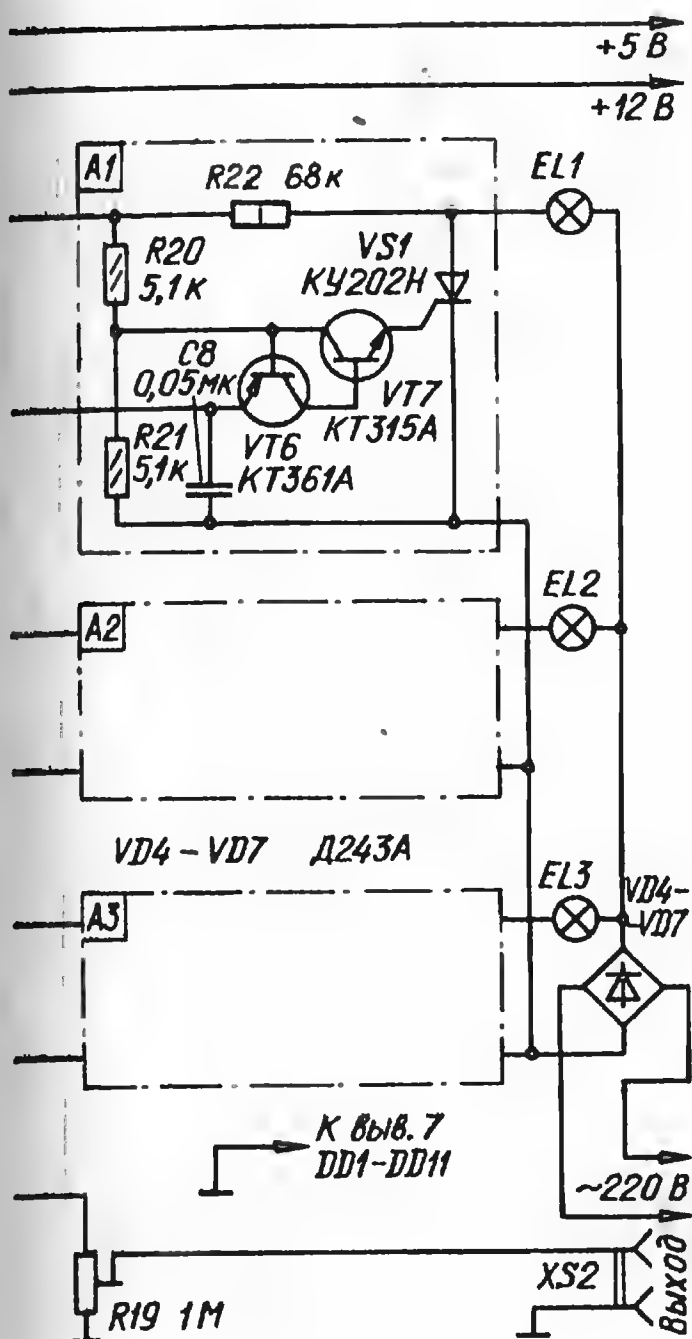 +5 В
+12 В
A1
R22 68к
EL1
R20
5,1к
VS1
КУ202Н
C8
0,05мк
R21
5,1к
VT6
КТ361А
VT7
КТ315А
A2
EL2
VD4-VD7 Д243А
A3
EL3
VD4-
VD7
К выв. 7
DD1-DD11
~220 В
R19 1М
XS2
Выход